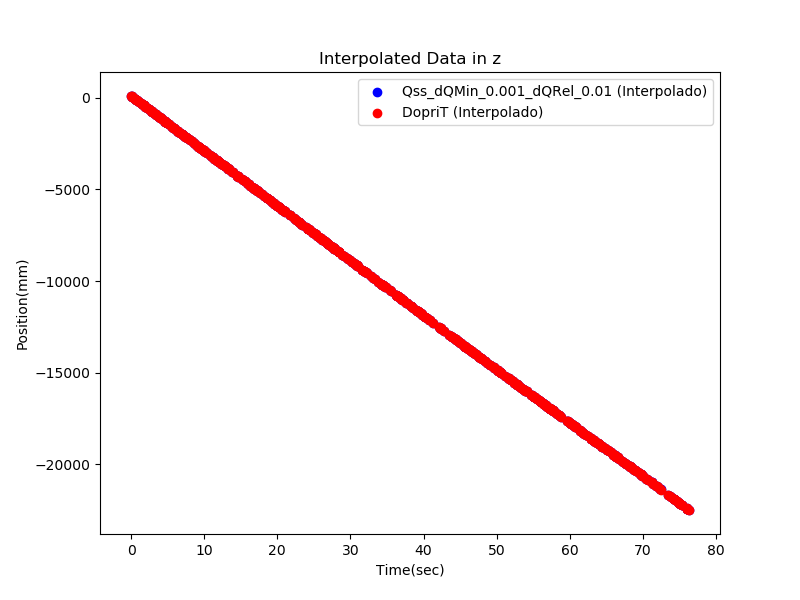 Interpolated Data in z
Qss_dQMin_0.001_dQRel_0.01 (Interpolado)
DopriT (Interpolado)
0
−5000
−10000
−15000
−20000
Position(mm)
0 10 20 30 40 50 60 70 80
Time(sec)